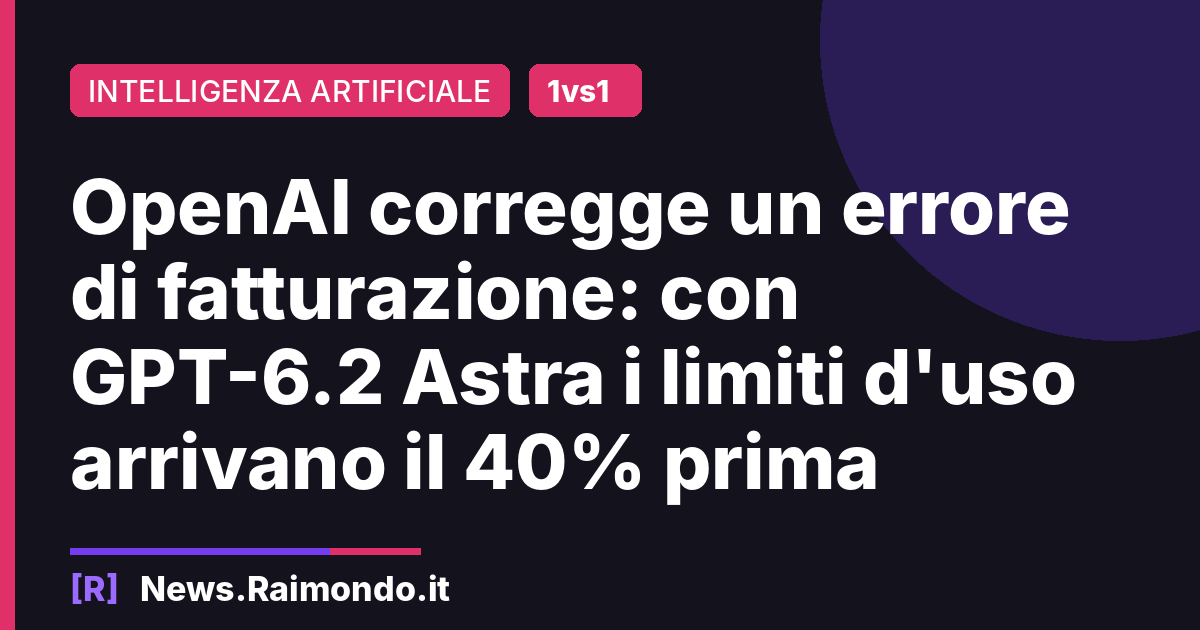 INTELLIGENZA ARTIFICIALE 1vs1
OpenAI corregge un errore
di fatturazione: con
GPT-6.2 Astra i limiti d'uso
arrivano il 40% prima
[R] News.Raimondo.it